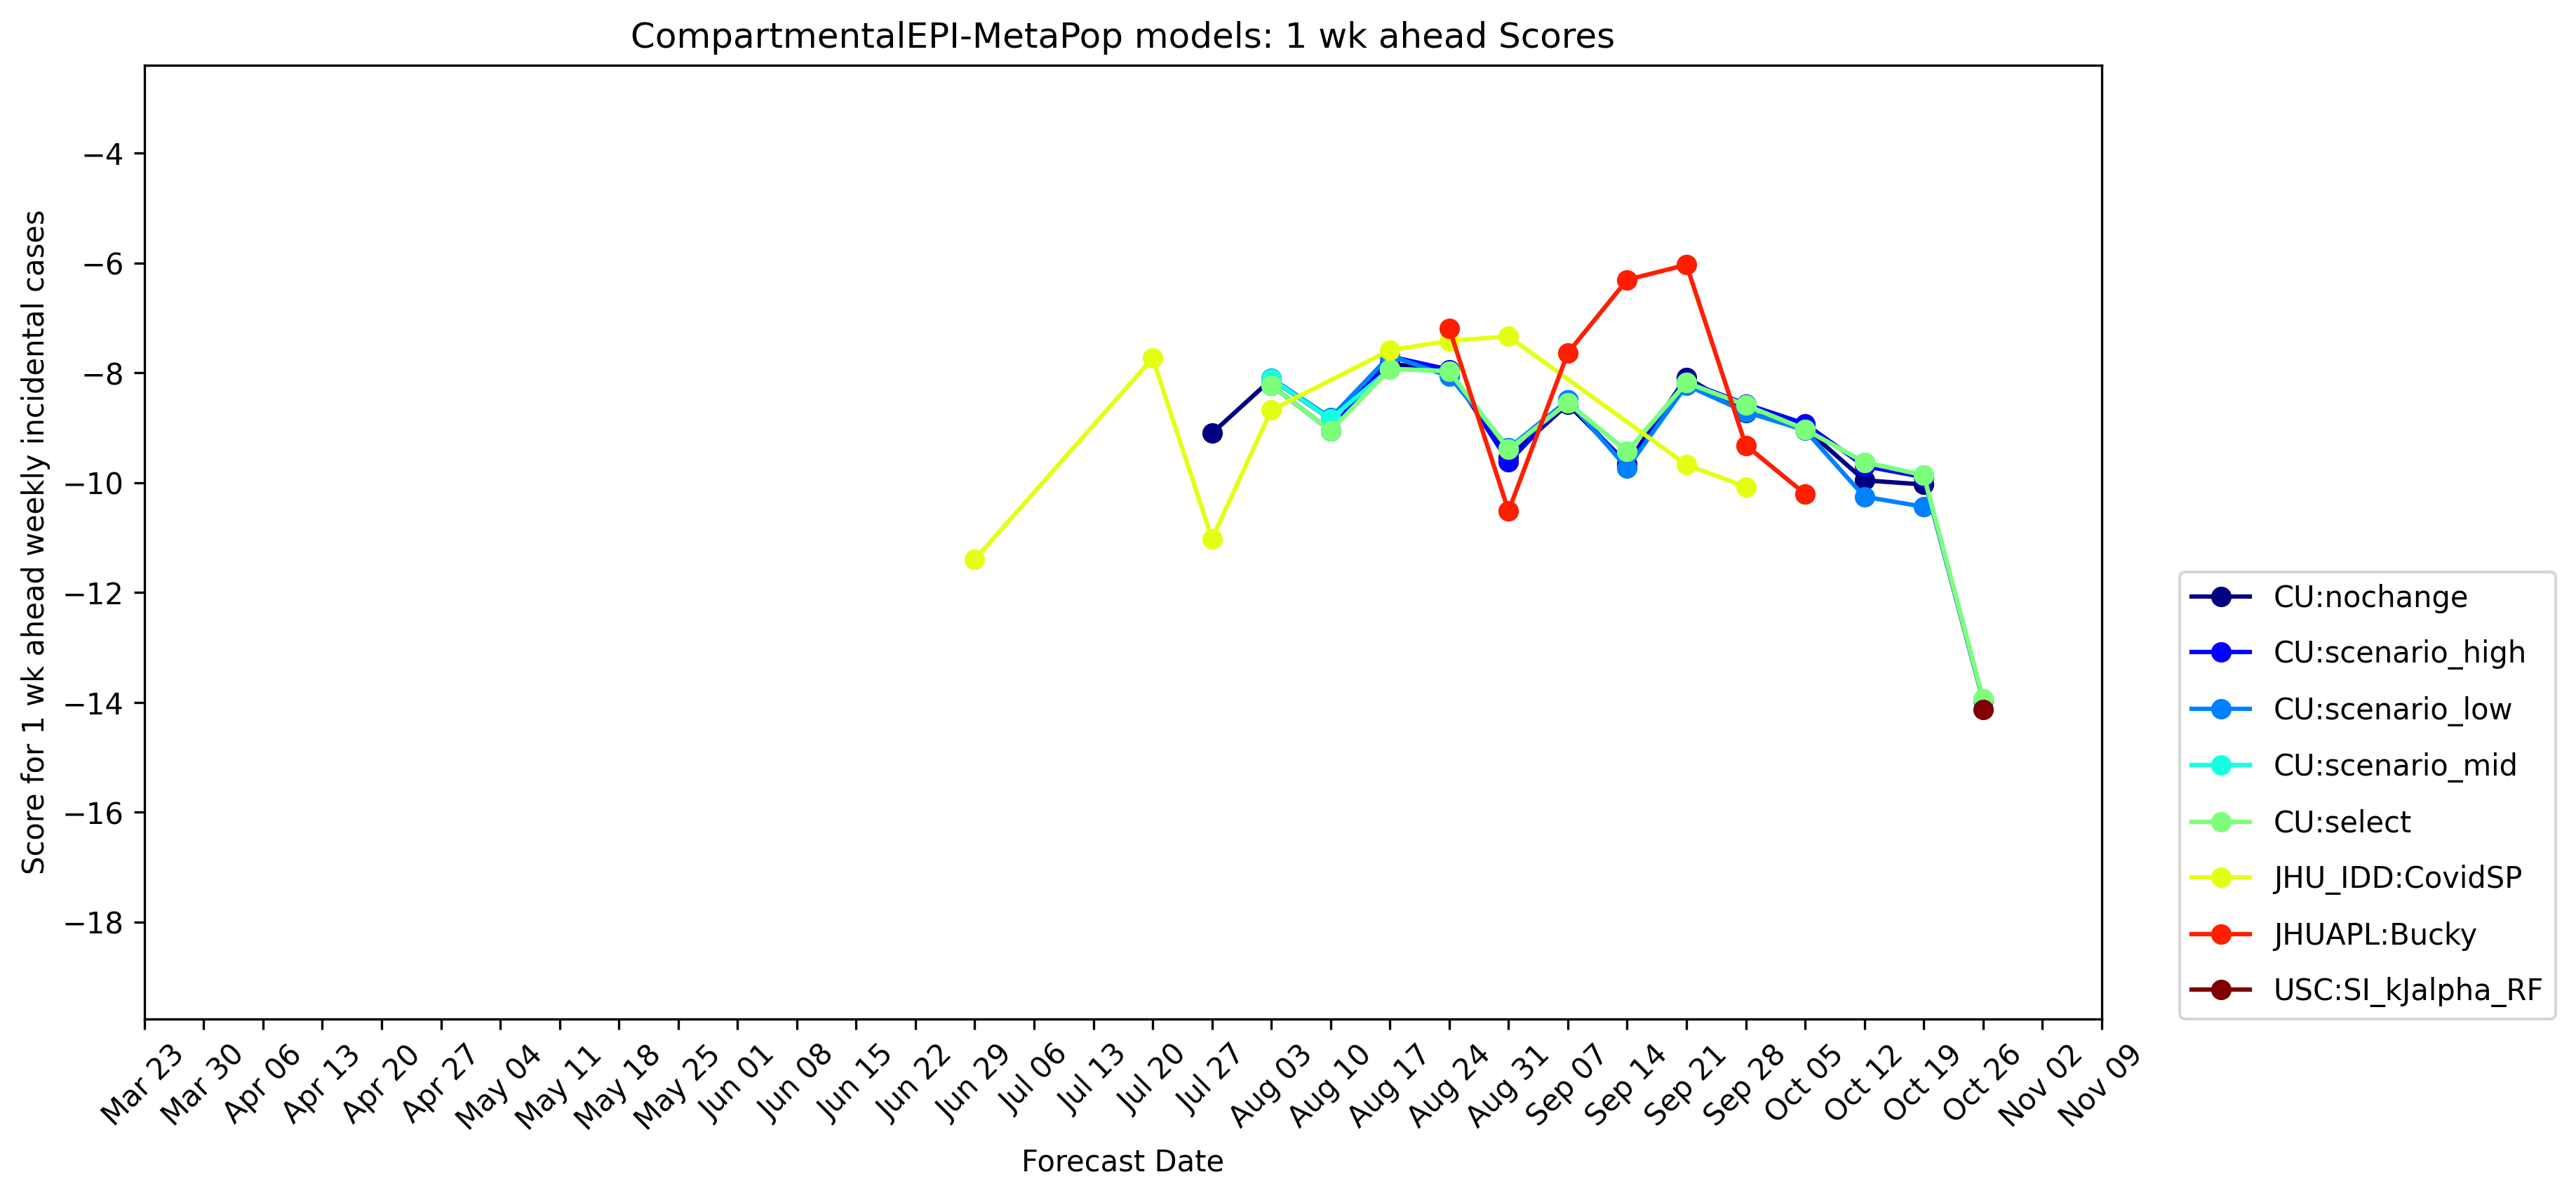 CompartmentalEPI-MetaPop models: 1 wk ahead Scores
Score for 1 wk ahead weekly incidental cases
−4
−6
−8
−10
−12
−14
−16
−18
Mar 23
Mar 30
Apr 06
Apr 13
Apr 20
Apr 27
May 04
May 11
May 18
May 25
Jun 01
Jun 08
Jun 15
Jun 22
Jun 29
Jul 06
Jul 13
Jul 20
Jul 27
Aug 03
Aug 10
Aug 17
Aug 24
Aug 31
Sep 07
Sep 14
Sep 21
Sep 28
Oct 05
Oct 12
Oct 19
Oct 26
Nov 02
Nov 09
Forecast Date
CU:nochange
CU:scenario_high
CU:scenario_low
CU:scenario_mid
CU:select
JHU_IDD:CovidSP
JHUAPL:Bucky
USC:SI_kJalpha_RF